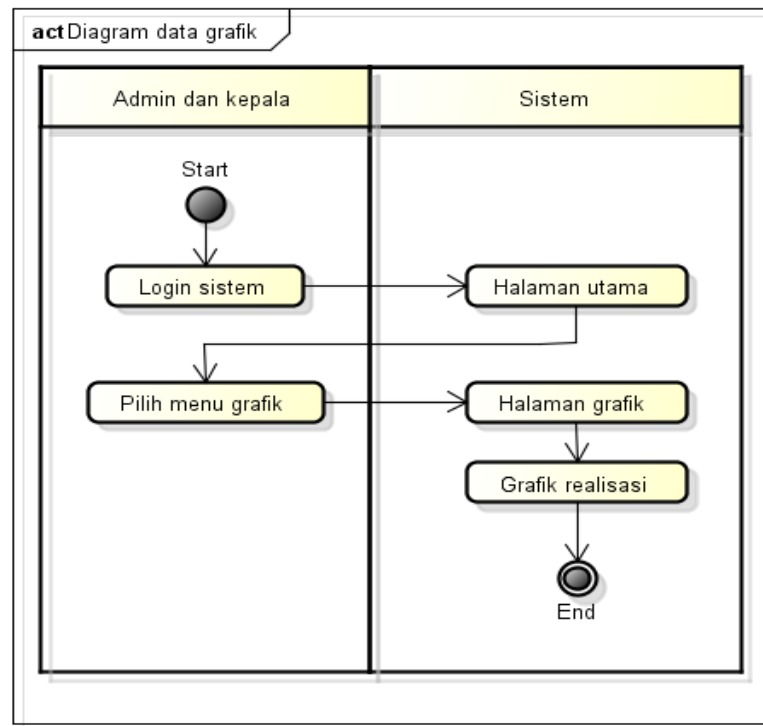 act Diagram data grafik
Admin dan kepala
Sistem
Start
Login sistem
Halaman utama
Pilih menu grafik
Halaman grafik
Grafik realisasi
End